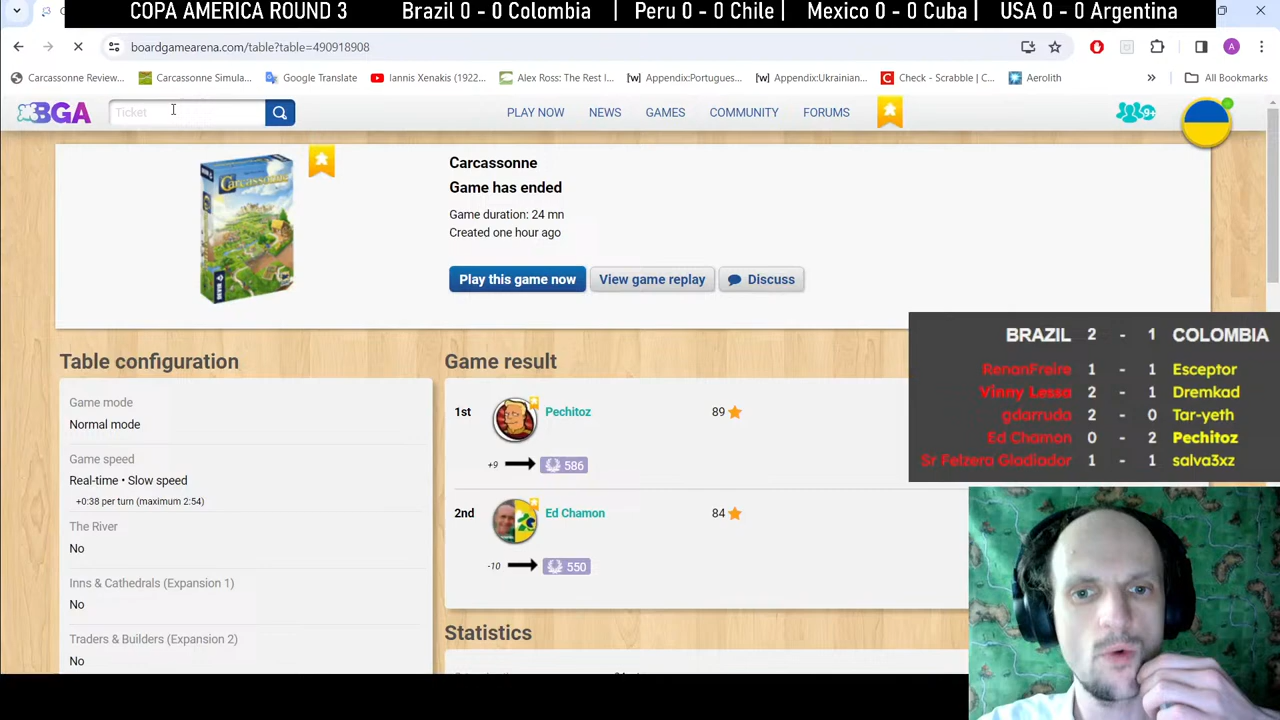 COPA AMERICA ROUND 3 Brazil 0 - 0 Colombia | Peru 0 - 0 Chile | Mexico 0 - 0 Cuba | USA 0 - 0 Argentina
boardgamearena.com/table?table=490918908
A
Carcassonne Review...
Carcassonne Simula...
Google Translate
Iannis Xenakis (1922...
Alex Ross: The Rest I...
[w] Appendix:Portugues...
[w] Appendix:Ukrainian...
C Check - Scrabble | C...
Aerolith
»
All Bookmarks
BGA
Ticket
PLAY NOW
NEWS
GAMES
COMMUNITY
FORUMS
9+
Carcassonne
Carcassonne
Game has ended
Game duration: 24 mn
Created one hour ago
Play this game now
View game replay
Discuss
Table configuration
Game mode
Normal mode
Game speed
Real-time • Slow speed
+0:38 per turn (maximum 2:54)
The River
No
Inns & Cathedrals (Expansion 1)
No
Traders & Builders (Expansion 2)
No
Game result
1st Pechitoz 89
+9 586
2nd Ed Chamon 84
-10 550
Statistics
BRAZIL 2 - 1 COLOMBIA
RenanFreire 1 - 1 Esceptor
Vinny Lessa 2 - 1 Dremkad
gdarruda 2 - 0 Tar-yeth
Ed Chamon 0 - 2 Pechitoz
Sr Felzera Gladiador 1 - 1 salva3xz